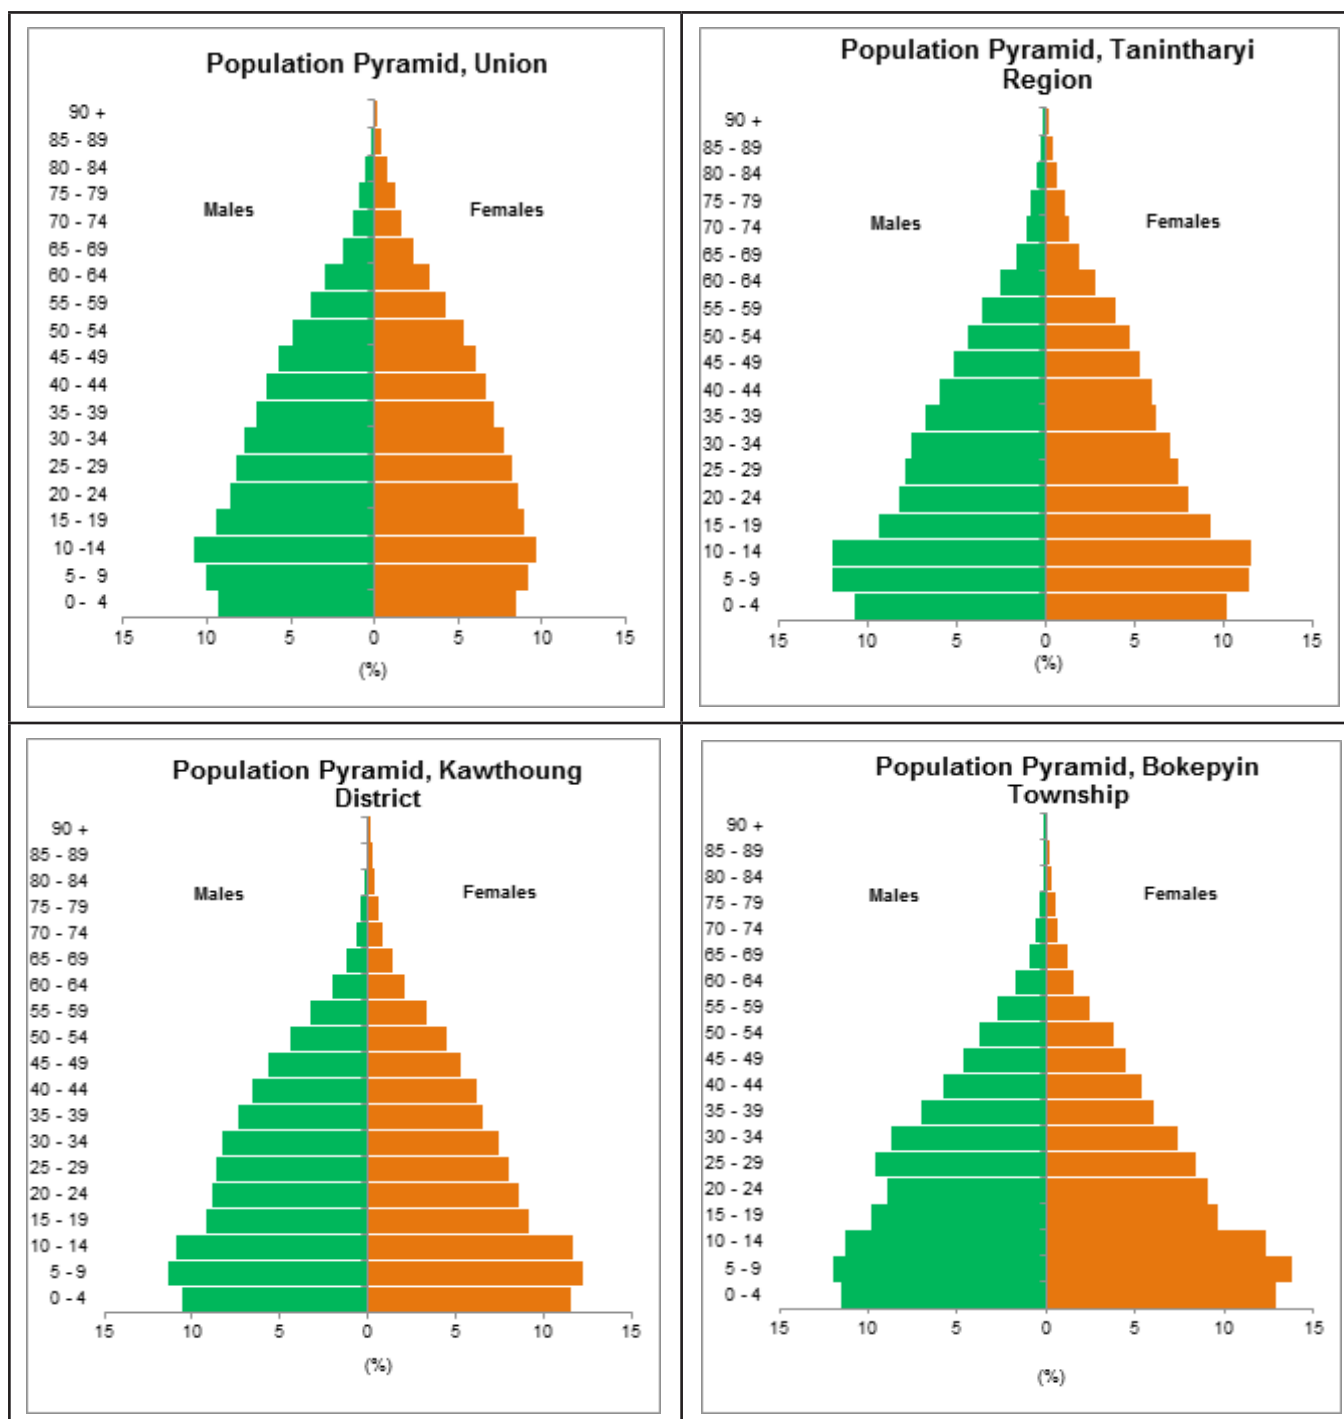 Population Pyramid, Union
90 +
85 - 89
80 - 84
75 - 79
70 - 74
65 - 69
60 - 64
55 - 59
50 - 54
45 - 49
40 - 44
35 - 39
30 - 34
25 - 29
20 - 24
15 - 19
10 -14
5 - 9
0 - 4
Males
Females
15 10 5 0 5 10 15
(%)
Population Pyramid, Tanintharyi
Region
90 +
85 - 89
80 - 84
75 - 79
70 - 74
65 - 69
60 - 64
55 - 59
50 - 54
45 - 49
40 - 44
35 - 39
30 - 34
25 - 29
20 - 24
15 - 19
10 - 14
5 - 9
0 - 4
Males
Females
15 10 5 0 5 10 15
(%)
Population Pyramid, Kawthoung
District
90 +
85 - 89
80 - 84
75 - 79
70 - 74
65 - 69
60 - 64
55 - 59
50 - 54
45 - 49
40 - 44
35 - 39
30 - 34
25 - 29
20 - 24
15 - 19
10 - 14
5 - 9
0 - 4
Males
Females
15 10 5 0 5 10 15
(%)
Population Pyramid, Bokepyin
Township
90 +
85 - 89
80 - 84
75 - 79
70 - 74
65 - 69
60 - 64
55 - 59
50 - 54
45 - 49
40 - 44
35 - 39
30 - 34
25 - 29
20 - 24
15 - 19
10 - 14
5 - 9
0 - 4
Males
Females
15 10 5 0 5 10 15
(%)